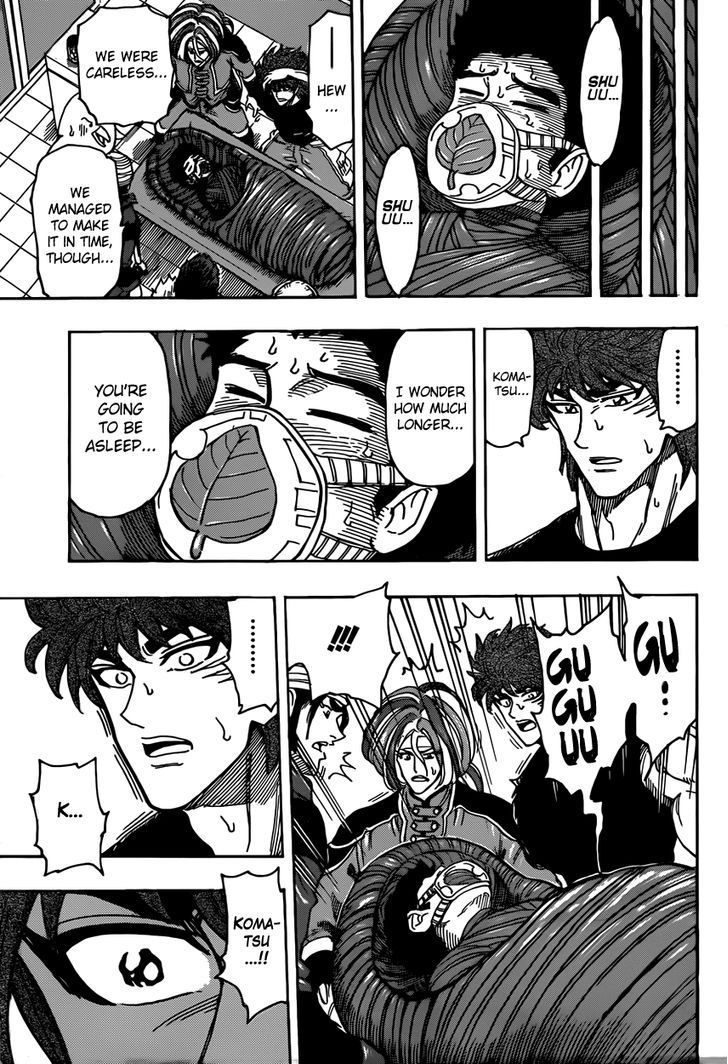 SHU
UU...
SHU
UU...
HEW
...
WE WERE
CARELESS...
WE
MANAGED
TO MAKE
IT IN TIME,
THOUGH...
........
KOMA-
TSU...
I WONDER
HOW MUCH
LONGER...
YOU'RE
GOING
TO BE
ASLEEP...
GU
...
GU
GU
UU
!!!
K...
KOMA-
TSU
...!!